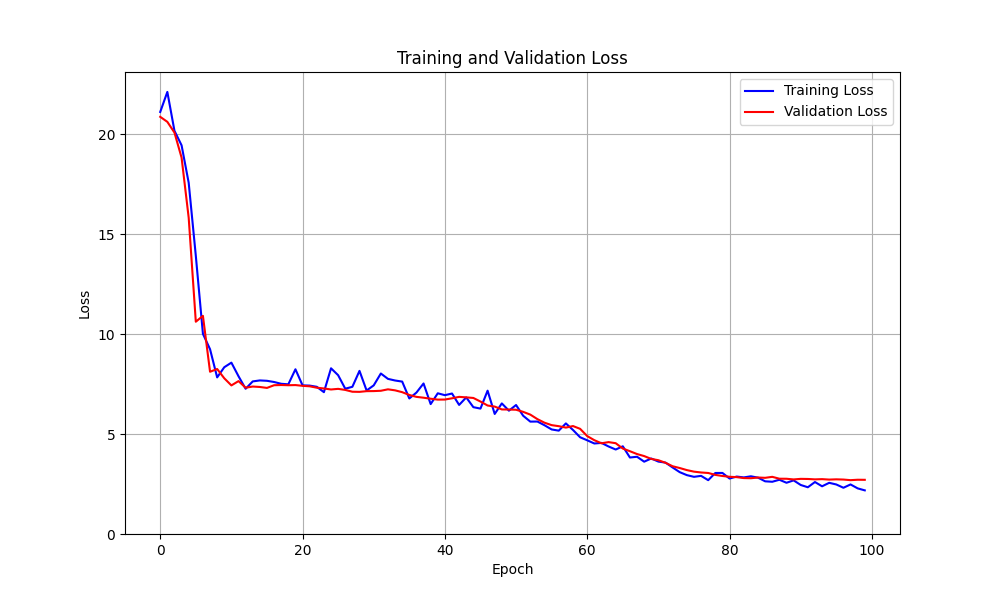 Training and Validation Loss
Training Loss
Validation Loss
20
15
10
5
0
Loss
0 20 40 60 80 100
Epoch